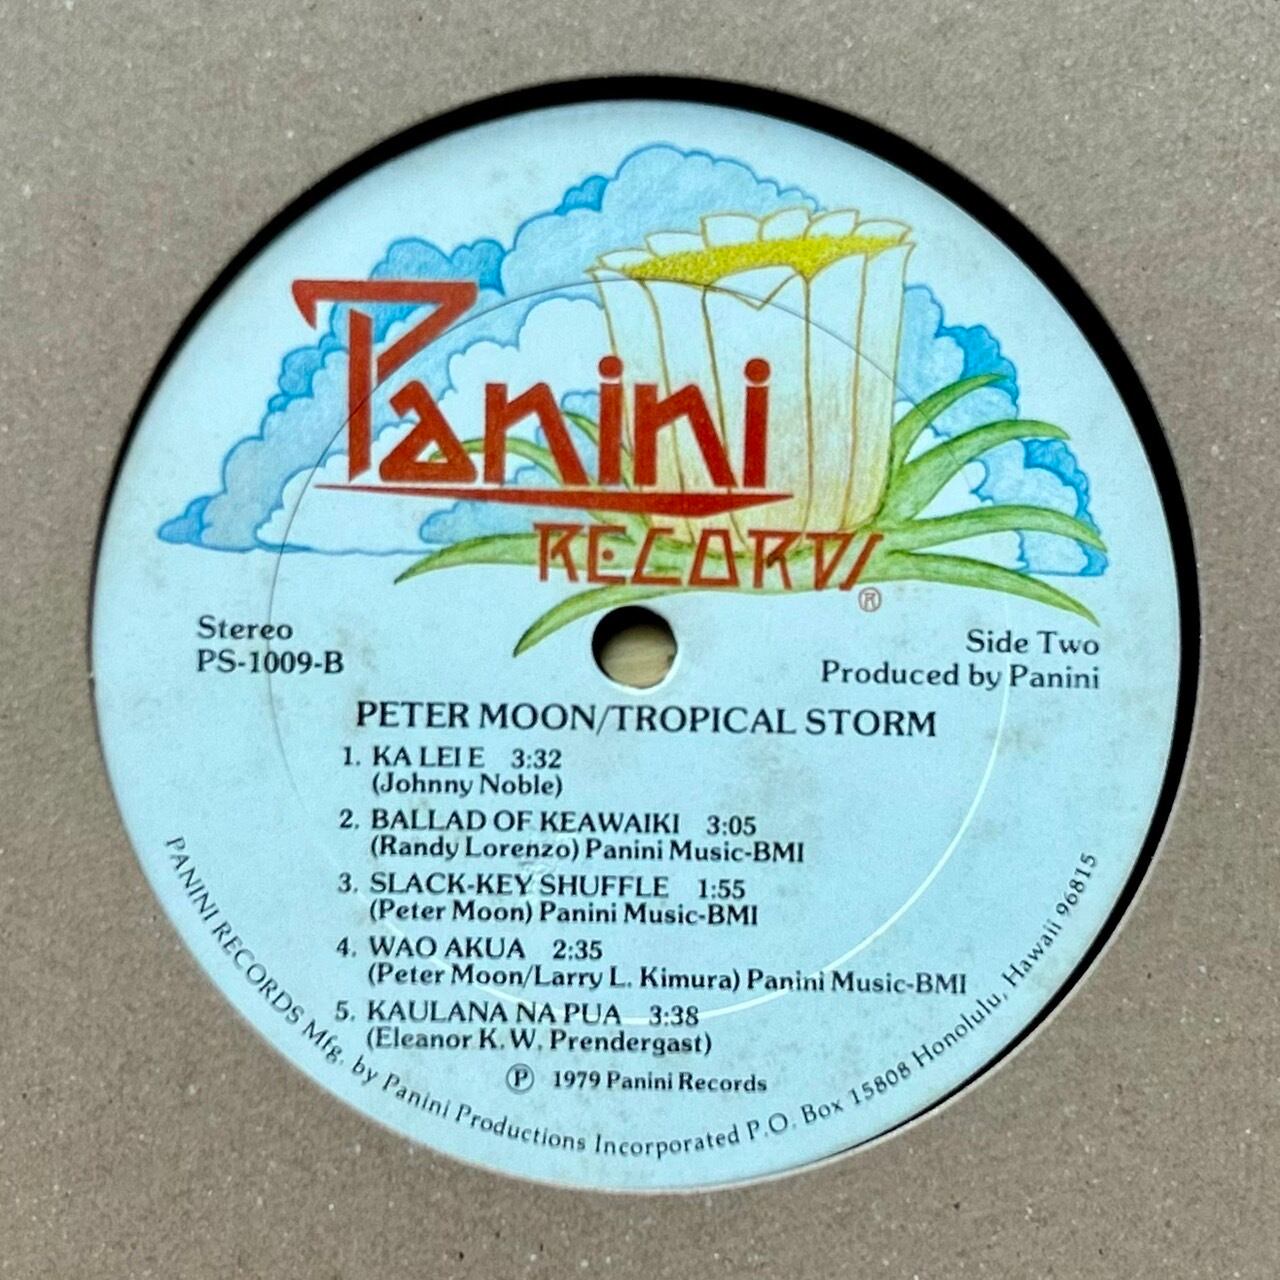 Panini
RECORDS
®
Stereo
PS-1009-B
Side Two
Produced by Panini
PETER MOON/TROPICAL STORM
1. KA LEI E 3:32
(Johnny Noble)
2. BALLAD OF KEAWAIKI 3:05
(Randy Lorenzo) Panini Music-BMI
3. SLACK-KEY SHUFFLE 1:55
(Peter Moon) Panini Music-BMI
4. WAO AKUA 2:35
(Peter Moon/Larry L. Kimura) Panini Music-BMI
5. KAULANA NA PUA 3:38
(Eleanor K. W. Prendergast)
℗ 1979 Panini Records
PANINI RECORDS Mfg. by Panini Productions Incorporated P.O. Box 15808 Honolulu, Hawaii 96815